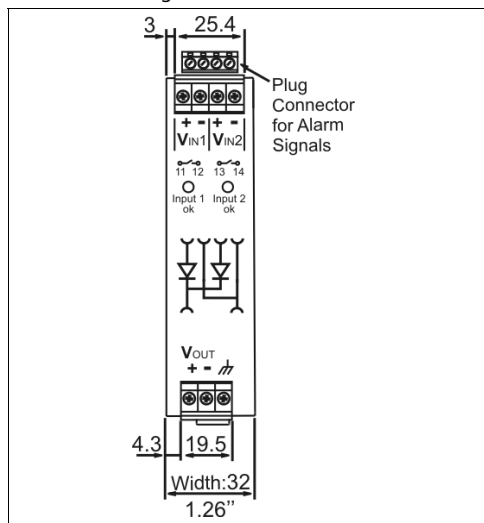 3 25.4
Plug
Connector
for Alarm
Signals
+ - + -
VIN1 VIN2
11 12 13 14
Input 1 Input 2
ok ok
VOUT
+ -
4.3 19.5
Width:32
1.26"